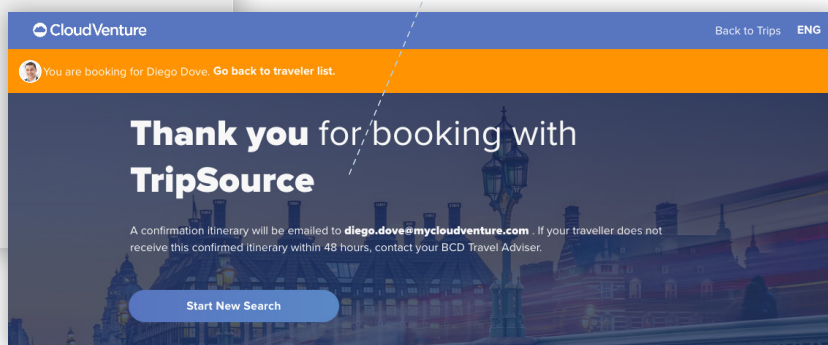 CloudVenture
Back to Trips ENG
You are booking for Diego Dove. Go back to traveler list.
Thank you for booking with
TripSource
A confirmation itinerary will be emailed to diego.dove@mycloudventure.com . If your traveller does not
receive this confirmed itinerary within 48 hours, contact your BCD Travel Adviser.
Start New Search